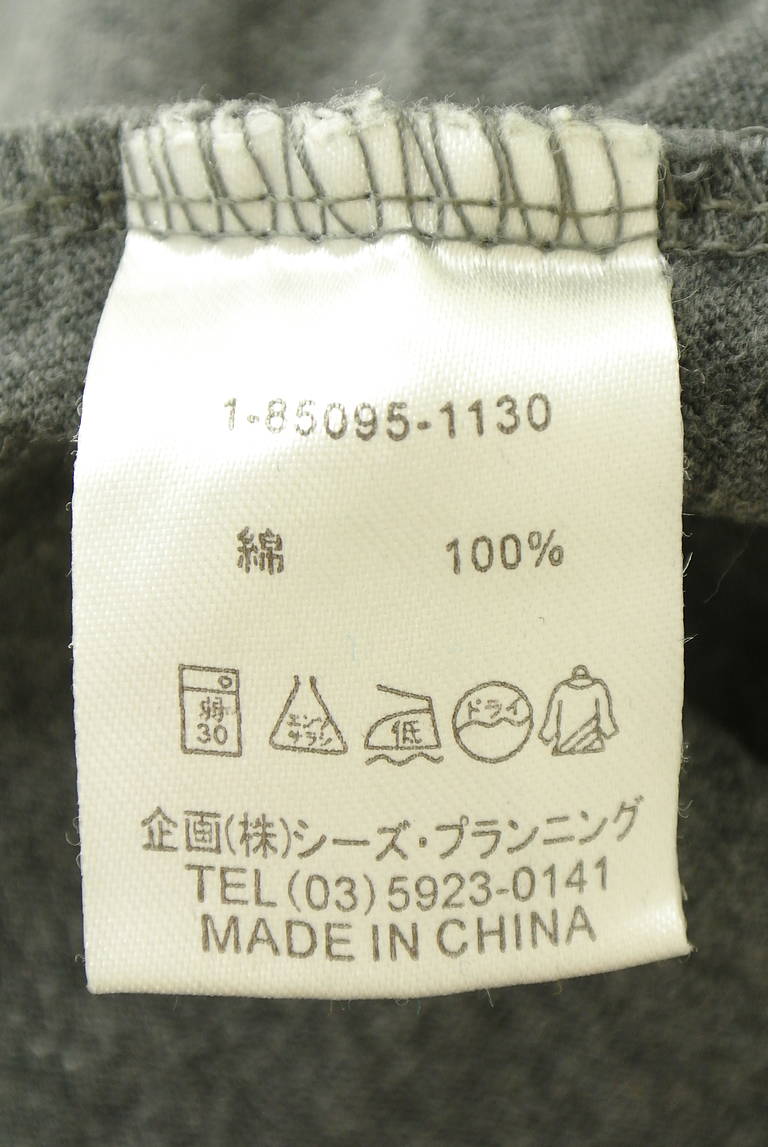 1-85095-1130
綿 100%
弱 30 エンソ サラシ 低 ドライ
企画(株)シーズ・プランニング
TEL(03)5923-0141
MADE IN CHINA